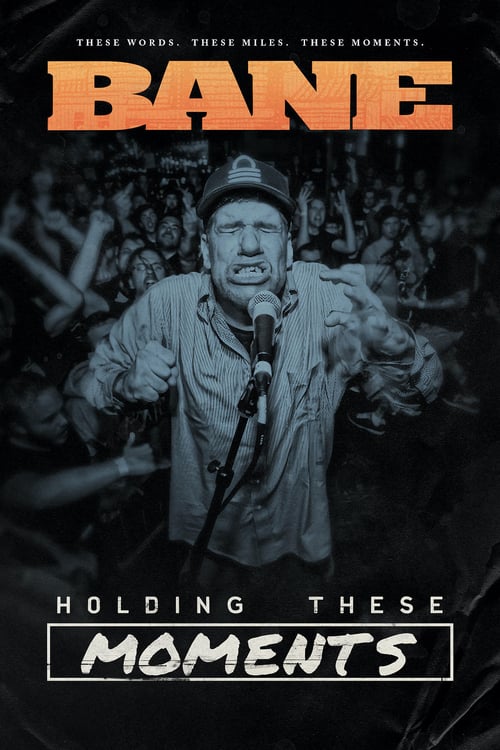 THESE WORDS. THESE MILES. THESE MOMENTS.
BANE
HOLDING THESE
MOMENTS